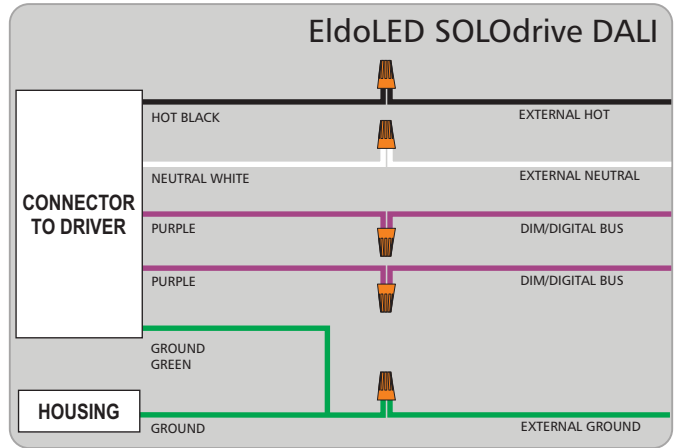 EldoLED SOLOdrive DALI
HOT BLACK
EXTERNAL HOT
NEUTRAL WHITE
EXTERNAL NEUTRAL
CONNECTOR
TO DRIVER
PURPLE
DIM/DIGITAL BUS
PURPLE
DIM/DIGITAL BUS
GROUND
GREEN
HOUSING
GROUND
EXTERNAL GROUND